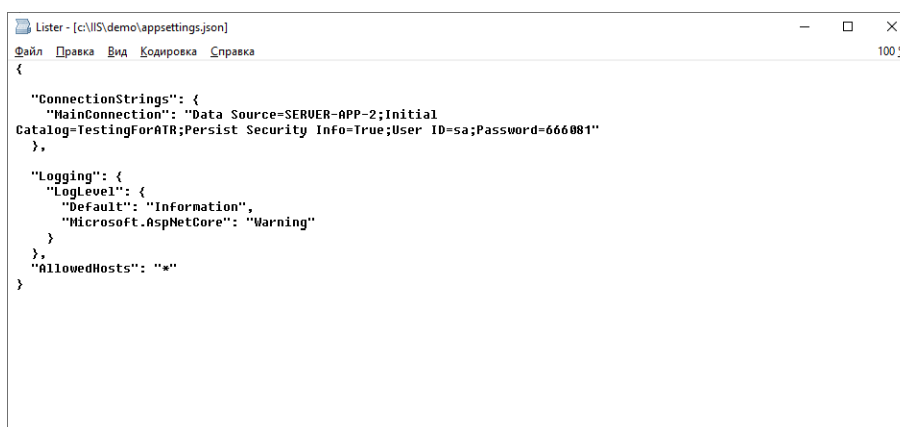 Lister - [c:\IIS\demo\appsettings.json]
Файл Правка Вид Кодировка Справка 100 %
{
"ConnectionStrings": {
"MainConnection": "Data Source=SERVER-APP-2;Initial
Catalog=TestingForATR;Persist Security Info=True;User ID=sa;Password=666081"
},
"Logging": {
"LogLevel": {
"Default": "Information",
"Microsoft.AspNetCore": "Warning"
}
},
"AllowedHosts": "*"
}